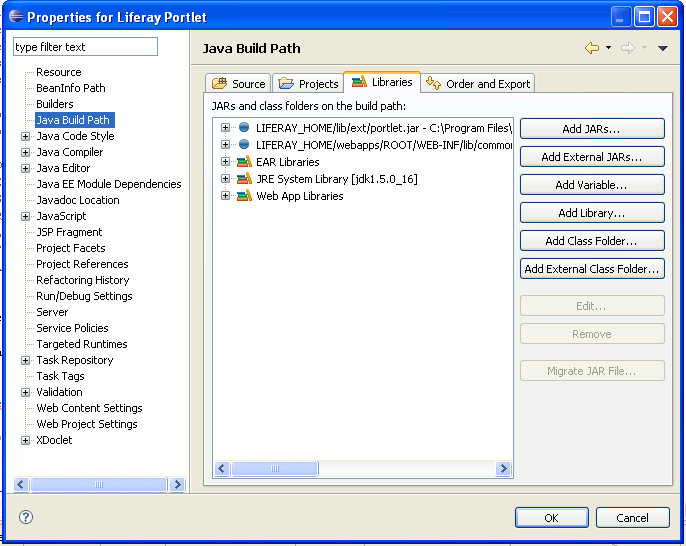 Properties for Liferay Portlet
type filter text
Resource
BeanInfo Path
Builders
Java Build Path
Java Code Style
Java Compiler
Java Editor
Java EE Module Dependencies
Javadoc Location
JavaScript
JSP Fragment
Project Facets
Project References
Refactoring History
Run/Debug Settings
Server
Service Policies
Targeted Runtimes
Task Repository
Task Tags
Validation
Web Content Settings
Web Project Settings
XDoclet
Java Build Path
Source Projects Libraries Order and Export
JARs and class folders on the build path:
LIFERAY_HOME/lib/ext/portlet.jar - C:\Program Files\
LIFERAY_HOME/webapps/ROOT/WEB-INF/lib/commo
EAR Libraries
JRE System Library [jdk1.5.0_16]
Web App Libraries
Add JARs...
Add External JARs...
Add Variable...
Add Library...
Add Class Folder...
Add External Class Folder...
Edit...
Remove
Migrate JAR File...
OK Cancel